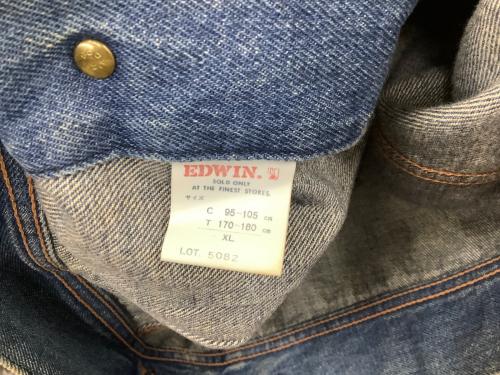 EDWIN.
SOLD ONLY
AT THE FINEST STORES.
サイズ
C 95-105 cm
T 170-180 cm
XL
LOT. 5082